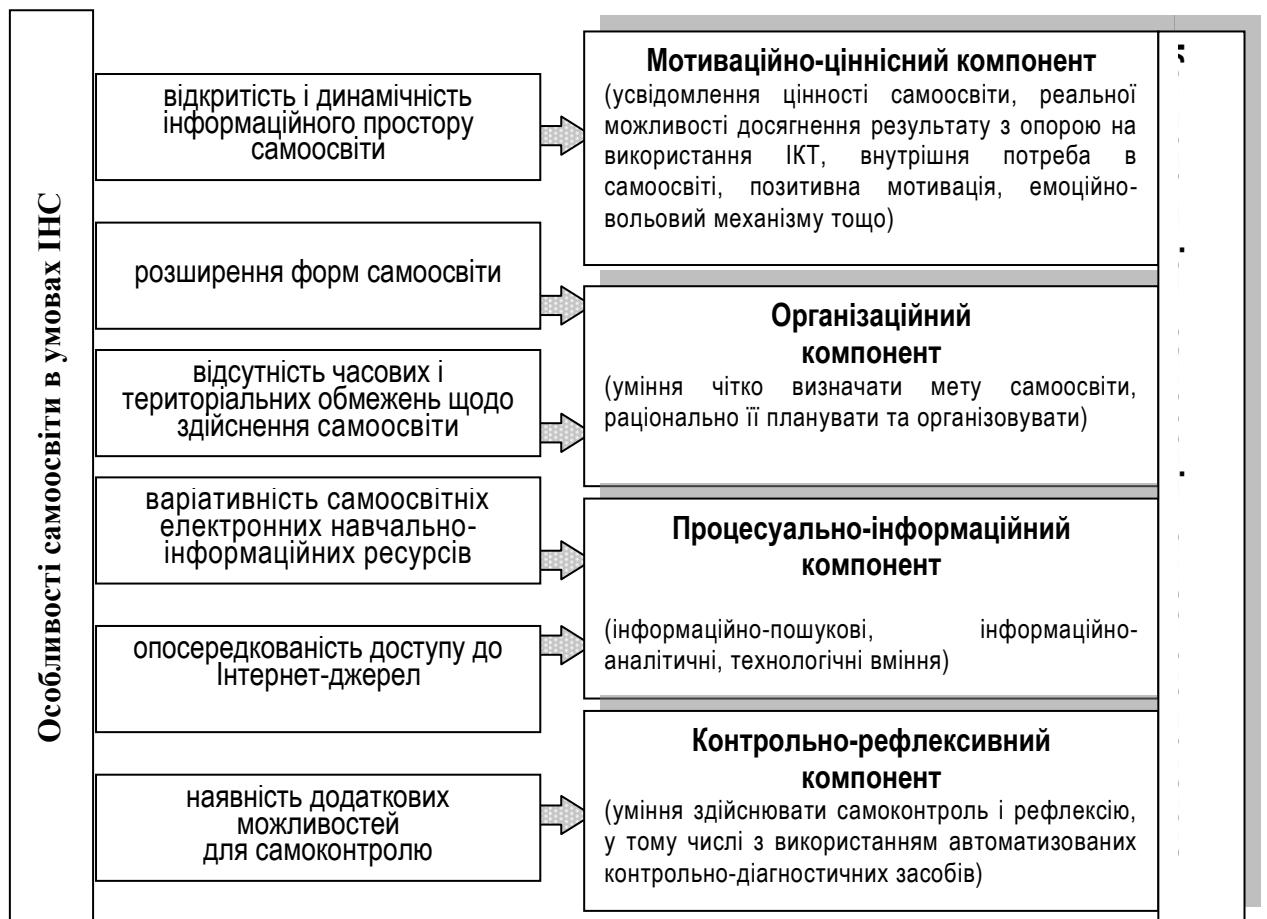 Особливості самоосвіти в умовах ІНС
відкритість і динамічність
інформаційного простору
самоосвіти
розширення форм самоосвіти
відсутність часових і
територіальних обмежень щодо
здійснення самоосвіти
варіативність самоосвітніх
електронних навчально-
інформаційних ресурсів
опосередкованість доступу до
Інтернет-джерел
наявність додаткових
можливостей
для самоконтролю
Мотиваційно-ціннісний компонент
(усвідомлення цінності самоосвіти, реальної
можливості досягнення результату з опорою на
використання ІКТ, внутрішня потреба в
самоосвіті, позитивна мотивація, емоційно-
вольовий механізму тощо)
Організаційний
компонент
(уміння чітко визначати мету самоосвіти,
раціонально її планувати та організовувати)
Процесуально-інформаційний
компонент
(інформаційно-пошукові, інформаційно-
аналітичні, технологічні вміння)
Контрольно-рефлексивний
компонент
(уміння здійснювати самоконтроль і рефлексію,
у тому числі з використанням автоматизованих
контрольно-діагностичних засобів)